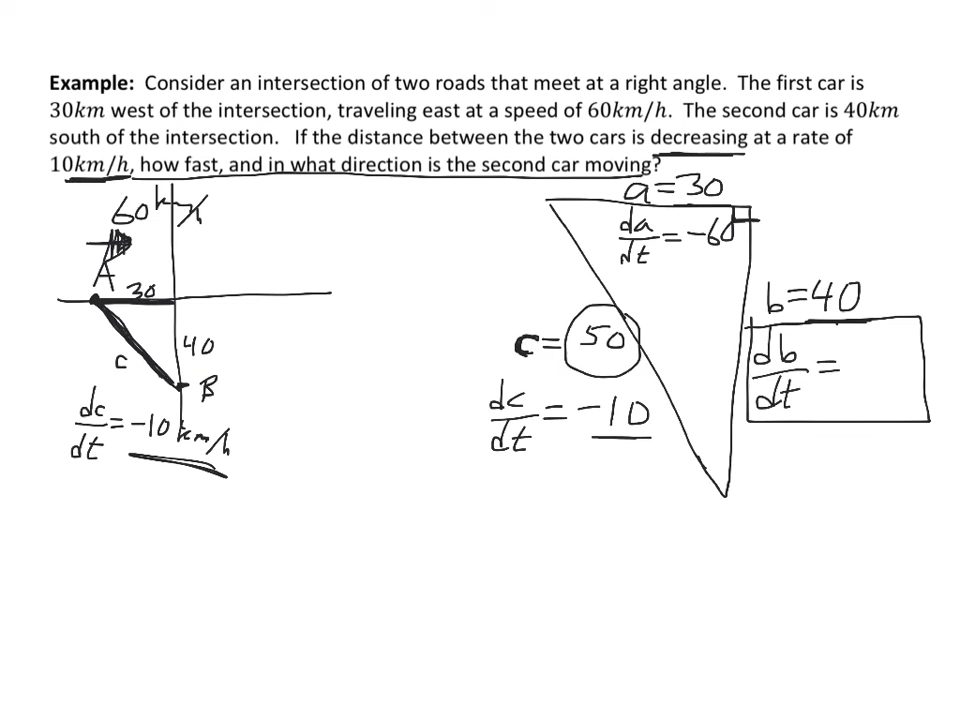 Example: Consider an intersection of two roads that meet at a right angle. The first car is
30km west of the intersection, traveling east at a speed of 60km/h. The second car is 40km
south of the intersection. If the distance between the two cars is decreasing at a rate of
10km/h, how fast, and in what direction is the second car moving?
60 km/h
A
30
40
c
B
dc/dt = -10 km/h
a = 30
da/dt = -60
b = 40
c = 50
db/dt =
dc/dt = -10